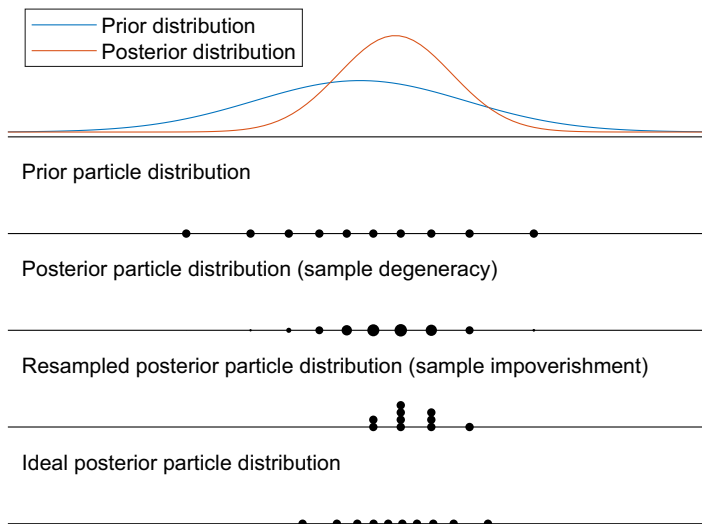 Prior distribution
Posterior distribution
Prior particle distribution
Posterior particle distribution (sample degeneracy)
Resampled posterior particle distribution (sample impoverishment)
Ideal posterior particle distribution